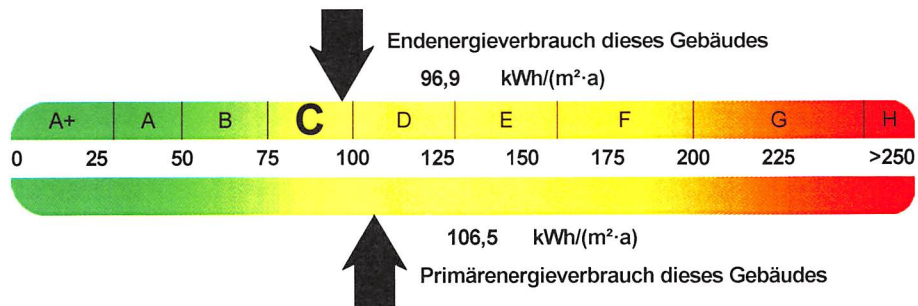 Endenergieverbrauch dieses Gebäudes
96,9 kWh/(m²·a)
A+ A B C D E F G H
0 25 50 75 100 125 150 175 200 225 >250
106,5 kWh/(m²·a)
Primärenergieverbrauch dieses Gebäudes